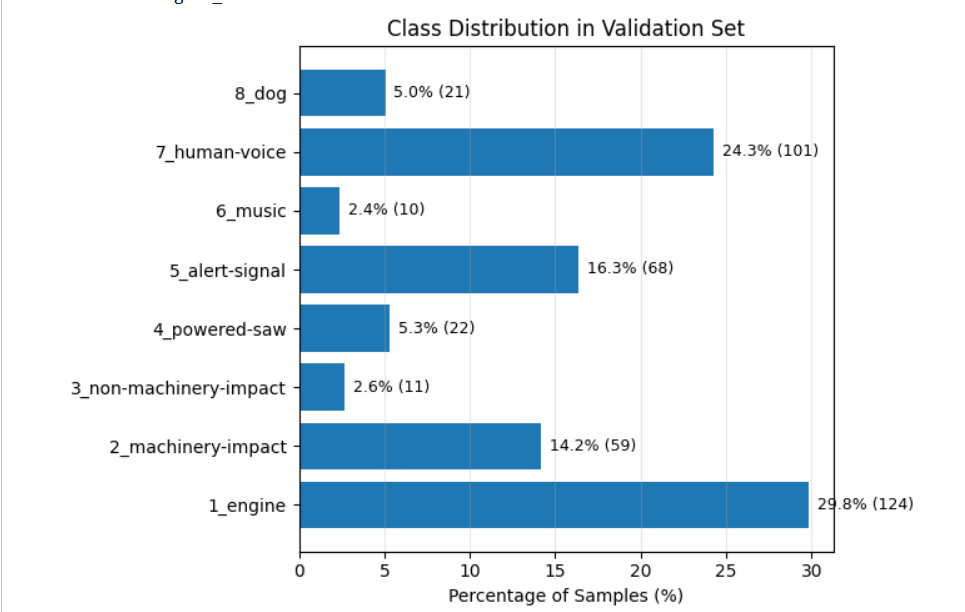 Class Distribution in Validation Set
8_dog 5.0% (21)
7_human-voice 24.3% (101)
6_music 2.4% (10)
5_alert-signal 16.3% (68)
4_powered-saw 5.3% (22)
3_non-machinery-impact 2.6% (11)
2_machinery-impact 14.2% (59)
1_engine 29.8% (124)
0 5 10 15 20 25 30
Percentage of Samples (%)